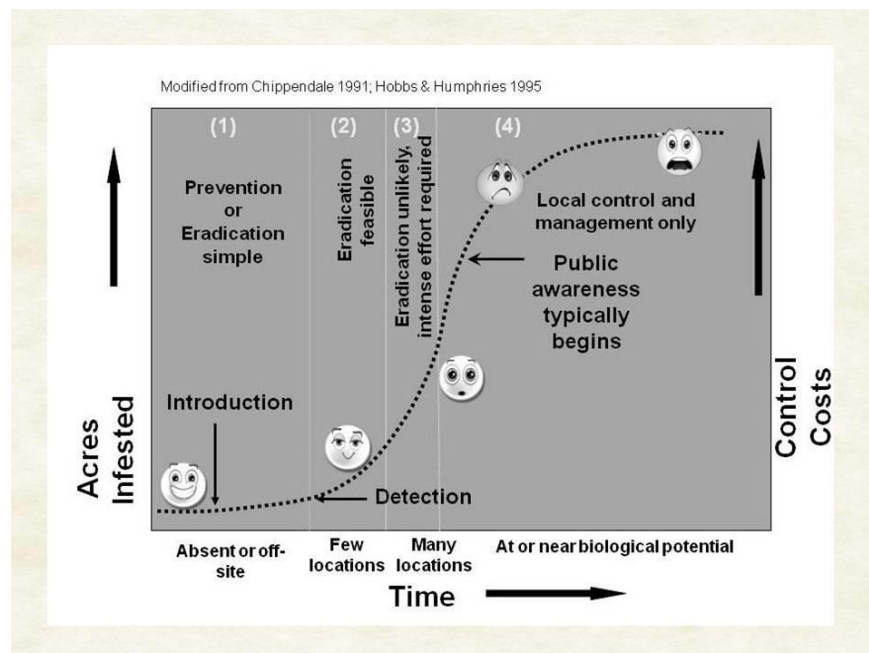 Modified from Chippendale 1991; Hobbs & Humphries 1995
(1)
(2)
(3)
(4)
Prevention
or
Eradication
simple
Eradication
feasible
Eradication unlikely,
intense effort required
Local control and
management only
Public
awareness
typically
begins
Introduction
Detection
Acres
Infested
Control
Costs
Absent or off-
site
Few
locations
Many
locations
At or near biological potential
Time